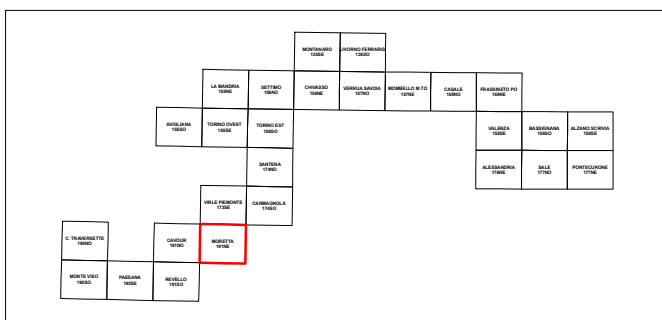 MONTANARO
135SE
LIVORNO FERRARIS
136SO
LA MANDRIA
155NE
SETTIMO
156NO
CHIVASSO
156NE
VERRUA SAVOIA
157NO
MOMBELLO M.TO
157NE
CASALE
158NO
FRASSINETO PO
158NE
AVIGLIANA
155SO
TORINO OVEST
155SE
TORINO EST
156SO
VALENZA
158SE
BASSIGNANA
159SO
ALZANO SCRIVIA
159SE
SANTENA
174NO
ALESSANDRIA
176NE
SALE
177NO
PONTECURONE
177NE
VIRLE PIEMONTE
173SE
CARMAGNOLA
174SO
C. TRAVERSETTE
190NO
CAVOUR
191NO
MORETTA
191NE
MONTE VISO
190SO
PAESANA
190SE
REVELLO
191SO